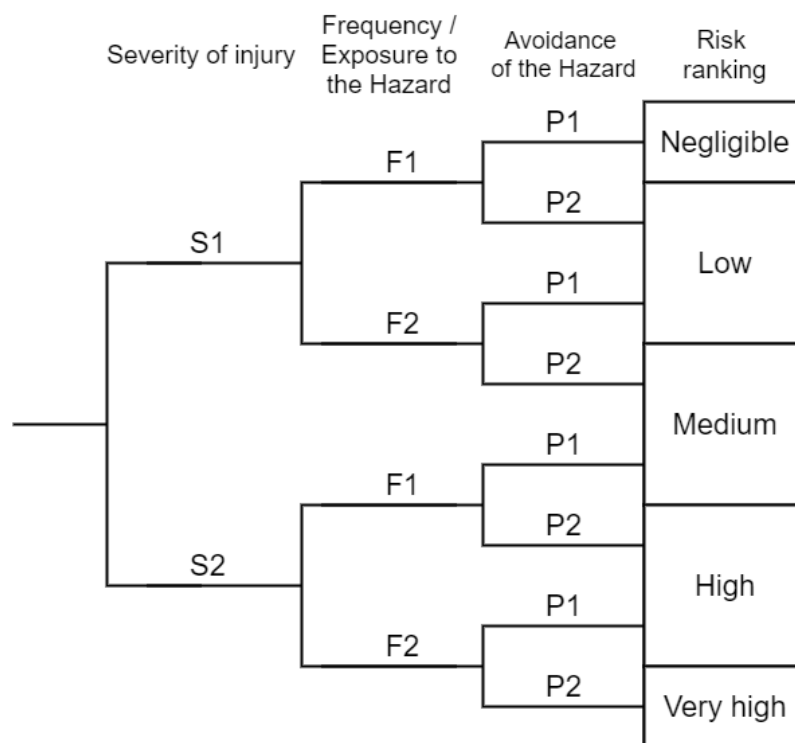 Severity of injury
Frequency /
Exposure to
the Hazard
Avoidance
of the Hazard
Risk
ranking
P1
Negligible
F1
P2
S1
Low
P1
F2
P2
Medium
P1
F1
P2
S2
High
P1
F2
P2
Very high